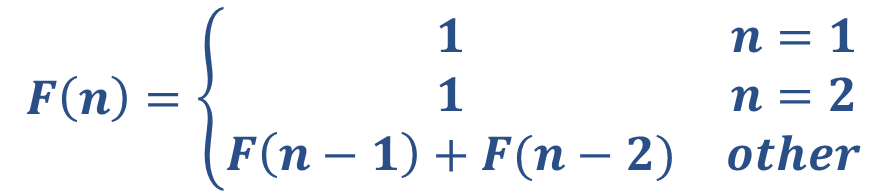 1 n = 1
F(n) = { 1 n = 2
F(n − 1) + F(n − 2) other